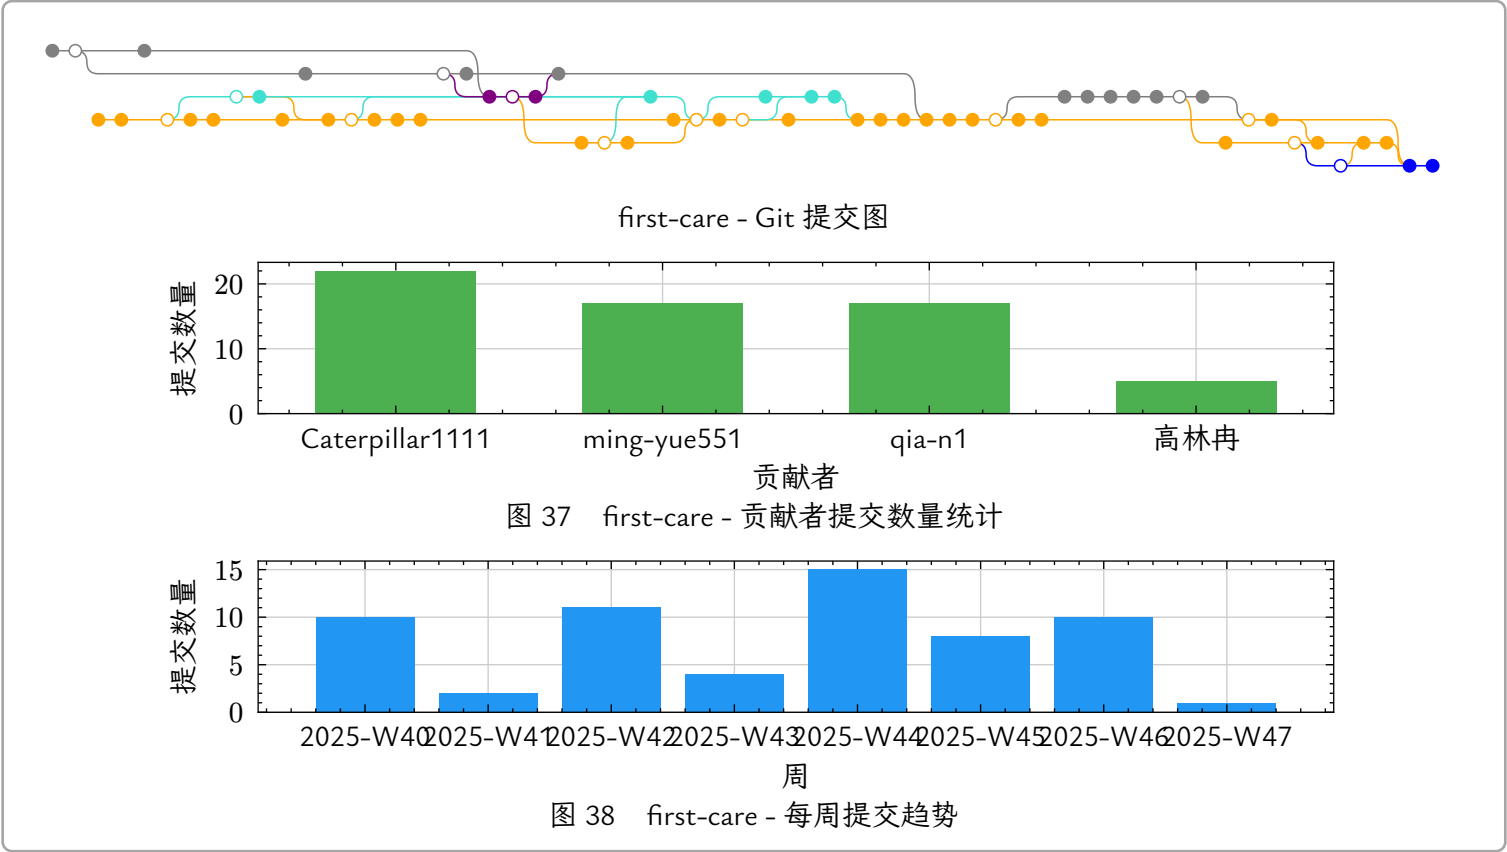 first-care - Git 提交图
提交数量
20
10
0
Caterpillar1111 ming-yue551 qia-n1 高林冉
贡献者
图 37 first-care - 贡献者提交数量统计
提交数量
15
10
5
0
2025-W40 2025-W41 2025-W42 2025-W43 2025-W44 2025-W45 2025-W46 2025-W47
周
图 38 first-care - 每周提交趋势